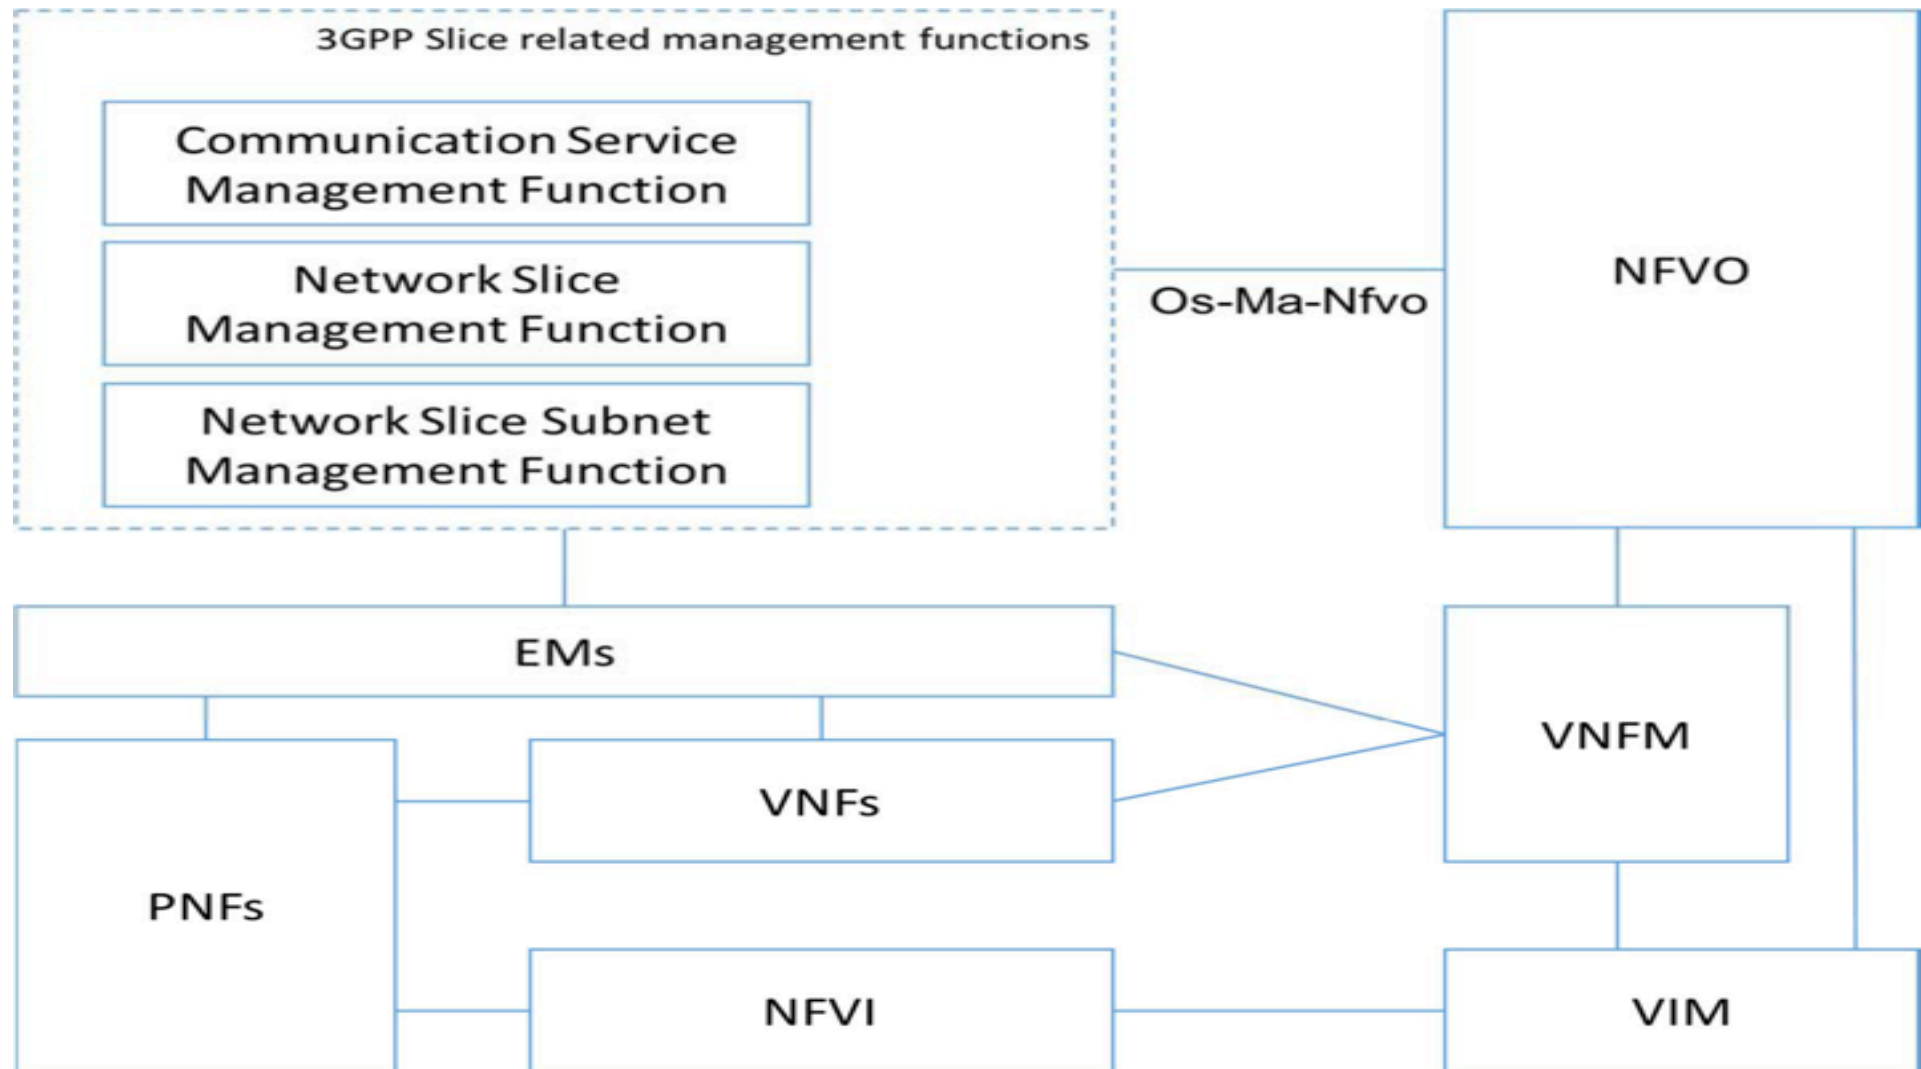 3GPP Slice related management functions
Communication Service
Management Function
Network Slice
Management Function
Network Slice Subnet
Management Function
Os-Ma-Nfvo
NFVO
EMs
VNFM
VNFs
PNFs
NFVI
VIM